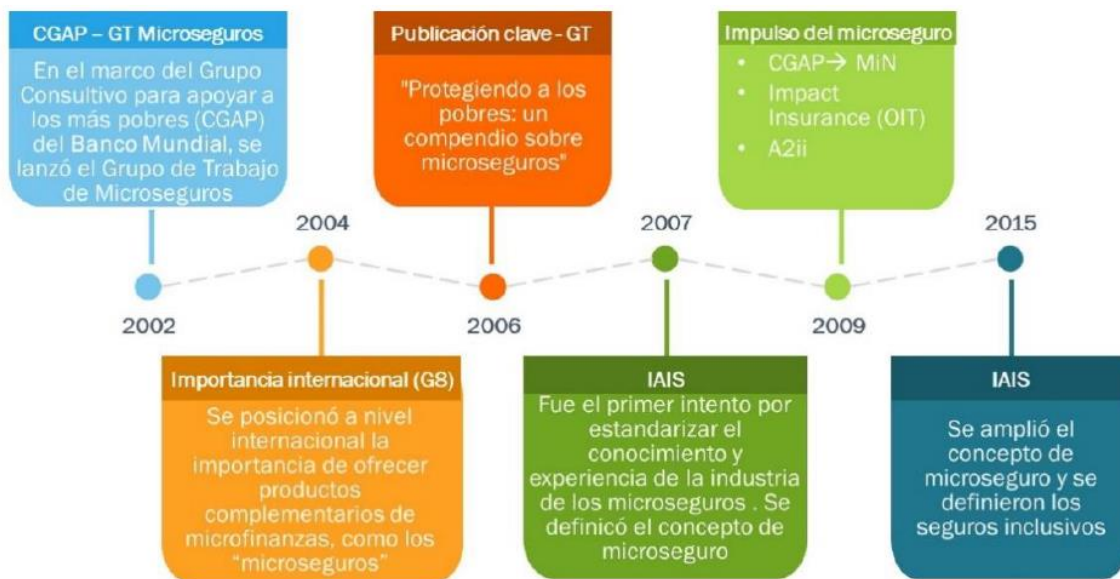 CGAP – GT Microseguros
En el marco del Grupo
Consultivo para apoyar a
los más pobres (CGAP)
del Banco Mundial, se
lanzó el Grupo de Trabajo
de Microseguros
2002
2004
Importancia internacional (G8)
Se posicionó a nivel
internacional la
importancia de ofrecer
productos
complementarios de
microfinanzas, como los
“microseguros”
Publicación clave - GT
"Protegiendo a los
pobres: un
compendio sobre
microseguros"
2006
2007
IAIS
Fue el primer intento por
estandarizar el
conocimiento y
experiencia de la industria
de los microseguros . Se
definicó el concepto de
microseguro
Impulso del microseguro
• CGAP→ MiN
• Impact
Insurance (OIT)
• A2ii
2009
2015
IAIS
Se amplió el
concepto de
microseguro y se
definieron los
seguros inclusivos